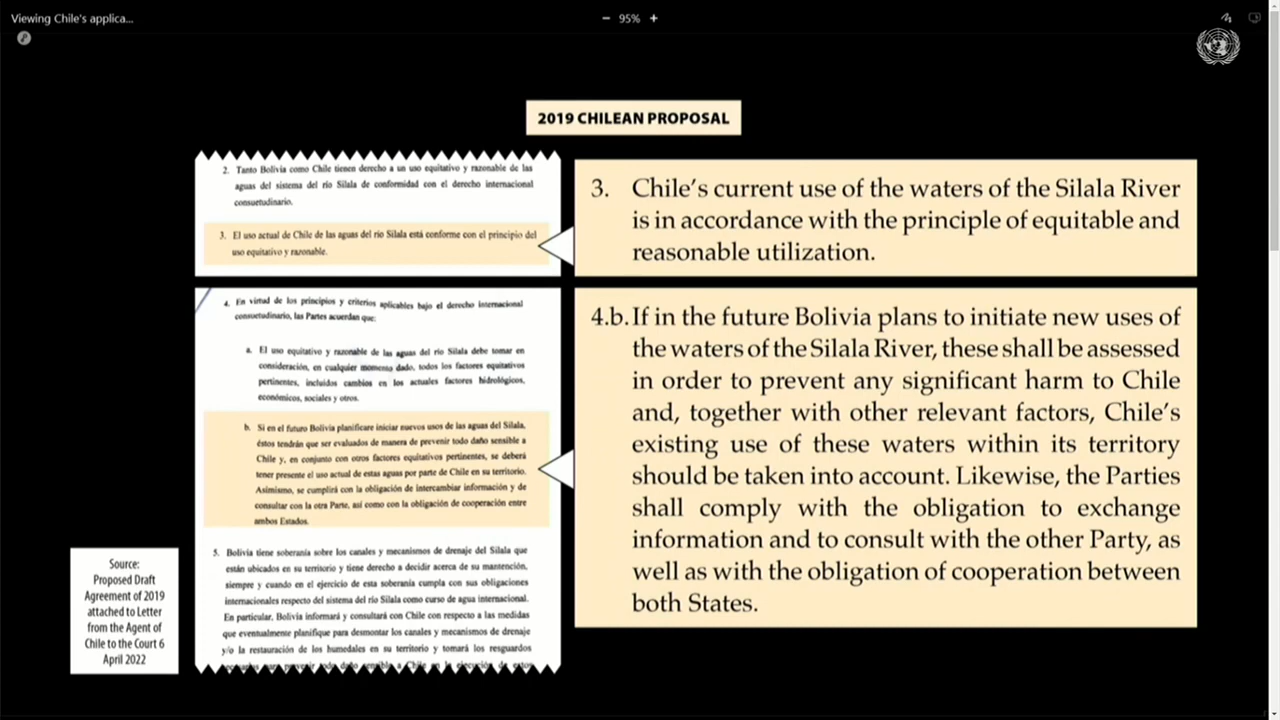 Viewing Chile's applica...
95%
2019 CHILEAN PROPOSAL
2. Tanto Bolivia como Chile tienen derecho a un uso equitativo y razonable de las
aguas del sistema del río Silala de conformidad con el derecho internacional
consuetudinario.
3. El uso actual de Chile de las aguas del río Silala está conforme con el principio del
uso equitativo y razonable.
3. Chile's current use of the waters of the Silala River
is in accordance with the principle of equitable and
reasonable utilization.
4. En virtud de los principios y criterios aplicables bajo el derecho internacional
consuetudinario, las Partes acuerdan que:
a. El uso equitativo y razonable de las aguas del río Silala debe tomar en
consideración, en cualquier momento dado, todos los factores equitativos
pertinentes, incluidos cambios en los actuales factores hidrológicos,
económicos, sociales y otros.
b. Si en el futuro Bolivia planificare iniciar nuevos usos de las aguas del Silala,
éstos tendrán que ser evaluados de manera de prevenir todo daño sensible a
Chile y, en conjunto con otros factores equitativos pertinentes, se deberá
tener presente el uso actual de estas aguas por parte de Chile en su territorio.
Asimismo, se cumplirá con la obligación de intercambiar información y de
consultar con la otra Parte, así como con la obligación de cooperación entre
ambos Estados.
5. Bolivia tiene soberanía sobre los canales y mecanismos de drenaje del Silala que
están ubicados en su territorio y tiene derecho a decidir acerca de su mantención,
siempre y cuando en el ejercicio de esta soberanía cumpla con sus obligaciones
internacionales respecto del sistema del río Silala como curso de agua internacional.
En particular, Bolivia informará y consultará con Chile con respecto a las medidas
que eventualmente planifique para desmontar los canales y mecanismos de drenaje
y/o la restauración de los humedales en su territorio y tomará los resguardos
necesarios para prevenir todo daño sensible a Chile en la ejecución de estos
4.b. If in the future Bolivia plans to initiate new uses of
the waters of the Silala River, these shall be assessed
in order to prevent any significant harm to Chile
and, together with other relevant factors, Chile's
existing use of these waters within its territory
should be taken into account. Likewise, the Parties
shall comply with the obligation to exchange
information and to consult with the other Party, as
well as with the obligation of cooperation between
both States.
Source:
Proposed Draft
Agreement of 2019
attached to Letter
from the Agent of
Chile to the Court 6
April 2022